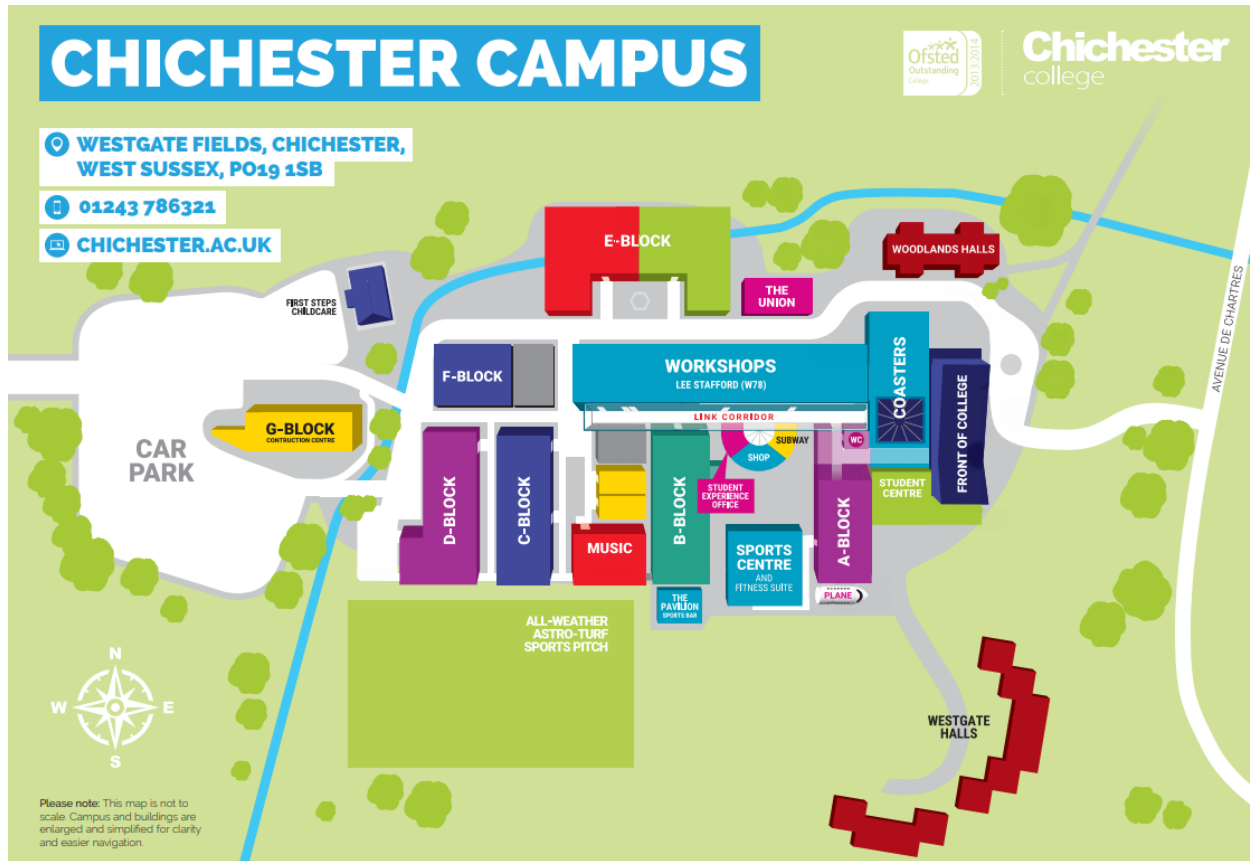 CHICHESTER CAMPUS
Ofsted
Outstanding
College
2013|2014
Chichester
college
WESTGATE FIELDS, CHICHESTER,
WEST SUSSEX, PO19 1SB
01243 786321
CHICHESTER.AC.UK
E-BLOCK
WOODLANDS HALLS
THE
UNION
FIRST STEPS
CHILDCARE
AVENUE DE CHARTRES
F-BLOCK
WORKSHOPS
LEE STAFFORD (W78)
COASTERS
FRONT OF COLLEGE
LINK CORRIDOR
G-BLOCK
CONTRUCTION CENTRE
CAR
PARK
SUBWAY
WC
SHOP
STUDENT
EXPERIENCE
OFFICE
STUDENT
CENTRE
D-BLOCK
C-BLOCK
B-BLOCK
A-BLOCK
MUSIC
SPORTS
CENTRE
AND
FITNESS SUITE
THE
PAVILION
SPORTS BAR
PLANE
ALL-WEATHER
ASTRO-TURF
SPORTS PITCH
N
W
E
S
WESTGATE
HALLS
Please note: This map is not to
scale. Campus and buildings are
enlarged and simplified for clarity
and easier navigation.